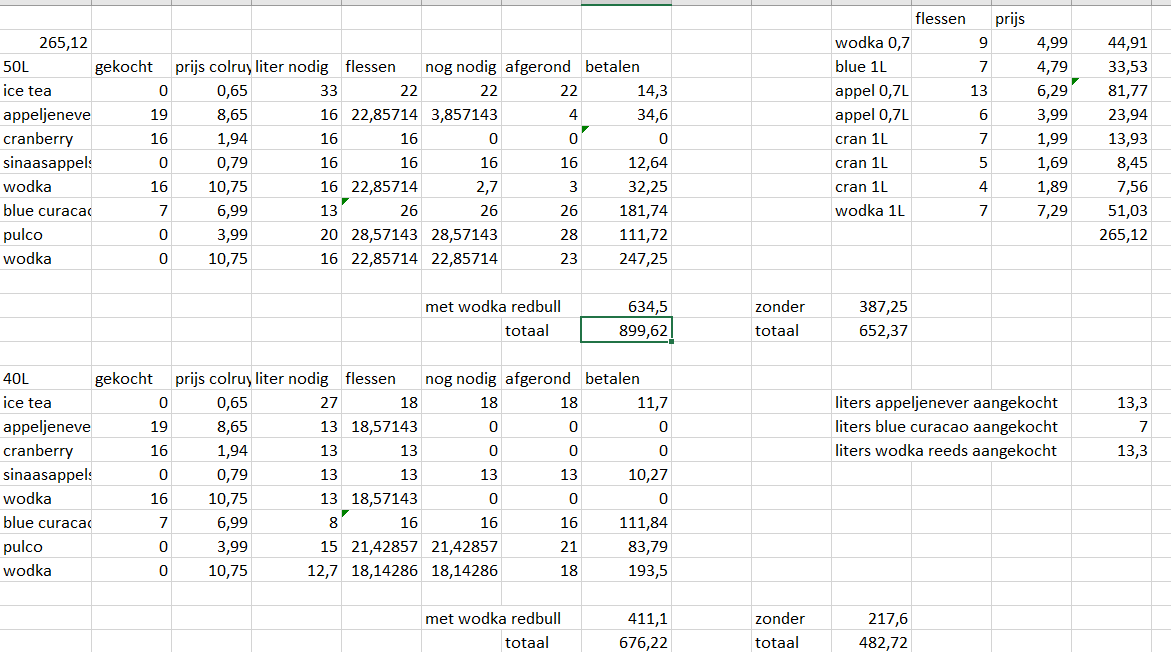 flessen prijs
265,12 wodka 0,7 9 4,99 44,91
50L gekocht prijs colruy liter nodig flessen nog nodig afgerond betalen blue 1L 7 4,79 33,53
ice tea 0 0,65 33 22 22 22 14,3 appel 0,7L 13 6,29 81,77
appeljeneve 19 8,65 16 22,85714 3,857143 4 34,6 appel 0,7L 6 3,99 23,94
cranberry 16 1,94 16 16 0 0 0 cran 1L 7 1,99 13,93
sinaasappels 0 0,79 16 16 16 16 12,64 cran 1L 5 1,69 8,45
wodka 16 10,75 16 22,85714 2,7 3 32,25 cran 1L 4 1,89 7,56
blue curacao 7 6,99 13 26 26 26 181,74 wodka 1L 7 7,29 51,03
pulco 0 3,99 20 28,57143 28,57143 28 111,72 265,12
wodka 0 10,75 16 22,85714 22,85714 23 247,25
met wodka redbull 634,5 zonder 387,25
totaal 899,62 totaal 652,37
40L gekocht prijs colruy liter nodig flessen nog nodig afgerond betalen
ice tea 0 0,65 27 18 18 18 11,7 liters appeljenever aangekocht 13,3
appeljeneve 19 8,65 13 18,57143 0 0 0 liters blue curacao aangekocht 7
cranberry 16 1,94 13 13 0 0 0 liters wodka reeds aangekocht 13,3
sinaasappels 0 0,79 13 13 13 13 10,27
wodka 16 10,75 13 18,57143 0 0 0
blue curacao 7 6,99 8 16 16 16 111,84
pulco 0 3,99 15 21,42857 21,42857 21 83,79
wodka 0 10,75 12,7 18,14286 18,14286 18 193,5
met wodka redbull 411,1 zonder 217,6
totaal 676,22 totaal 482,72